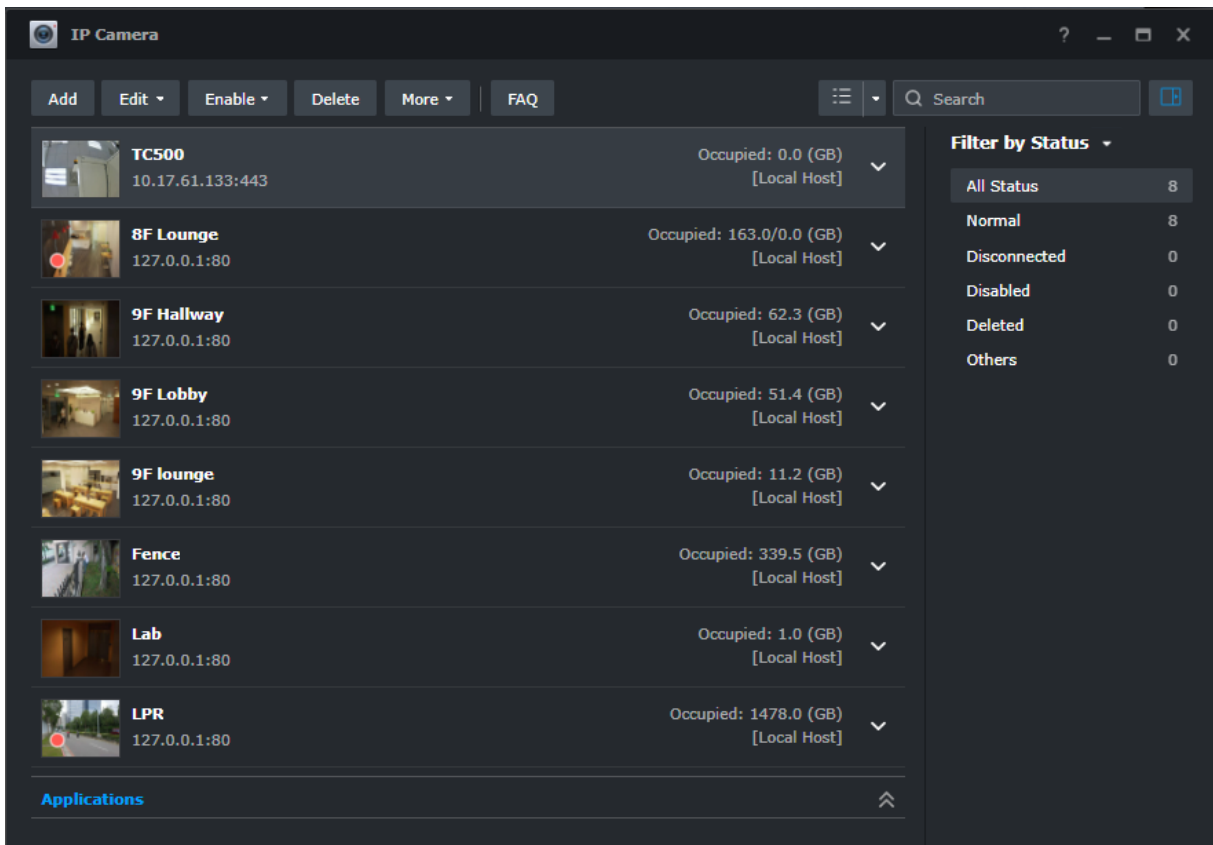 IP Camera
?
Add Edit Enable Delete More FAQ Search
TC500
Occupied: 0.0 (GB)
10.17.61.133:443
[Local Host]
8F Lounge
Occupied: 163.0/0.0 (GB)
127.0.0.1:80
[Local Host]
9F Hallway
Occupied: 62.3 (GB)
127.0.0.1:80
[Local Host]
9F Lobby
Occupied: 51.4 (GB)
127.0.0.1:80
[Local Host]
9F lounge
Occupied: 11.2 (GB)
127.0.0.1:80
[Local Host]
Fence
Occupied: 339.5 (GB)
127.0.0.1:80
[Local Host]
Lab
Occupied: 1.0 (GB)
127.0.0.1:80
[Local Host]
LPR
Occupied: 1478.0 (GB)
127.0.0.1:80
[Local Host]
Applications
Filter by Status
All Status 8
Normal 8
Disconnected 0
Disabled 0
Deleted 0
Others 0